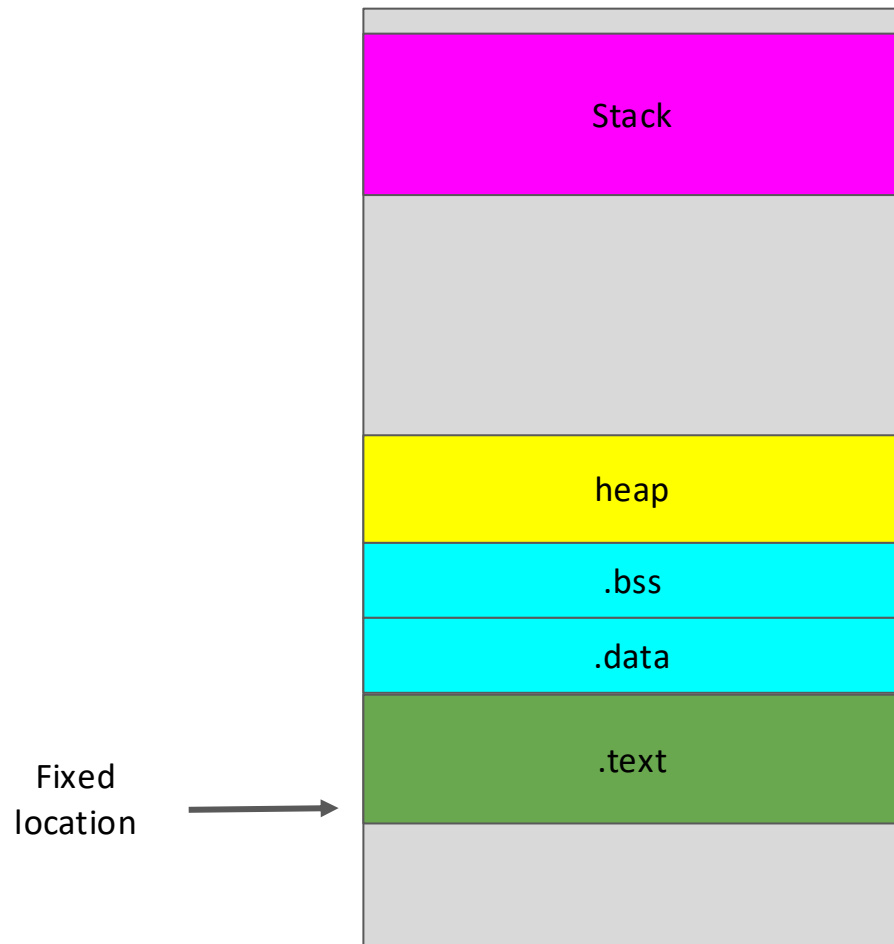 Stack
heap
.bss
.data
.text
Fixed
location